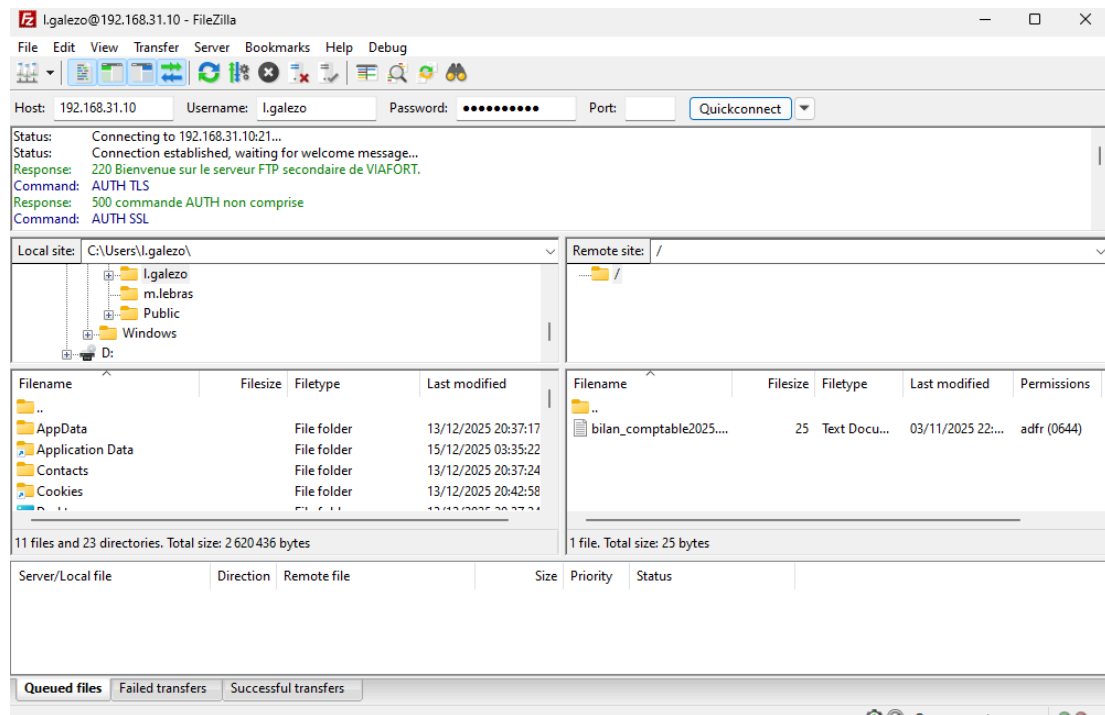 l.galezo@192.168.31.10 - FileZilla
File Edit View Transfer Server Bookmarks Help Debug
Host: 192.168.31.10 Username: l.galezo Password: ●●●●●●●●●● Port: Quickconnect
Status: Connecting to 192.168.31.10:21...
Status: Connection established, waiting for welcome message...
Response: 220 Bienvenue sur le serveur FTP secondaire de VIAFORT.
Command: AUTH TLS
Response: 500 commande AUTH non comprise
Command: AUTH SSL
Local site: C:\Users\l.galezo\
l.galezo
m.lebras
Public
Windows
D:
Remote site: /
/
Filename Filesize Filetype Last modified
..
AppData File folder 13/12/2025 20:37:17
Application Data File folder 15/12/2025 03:35:22
Contacts File folder 13/12/2025 20:37:24
Cookies File folder 13/12/2025 20:42:58
11 files and 23 directories. Total size: 2 620 436 bytes
Filename Filesize Filetype Last modified Permissions
..
bilan_comptable2025.... 25 Text Docu... 03/11/2025 22:... adfr (0644)
1 file. Total size: 25 bytes
Server/Local file Direction Remote file Size Priority Status
Queued files Failed transfers Successful transfers